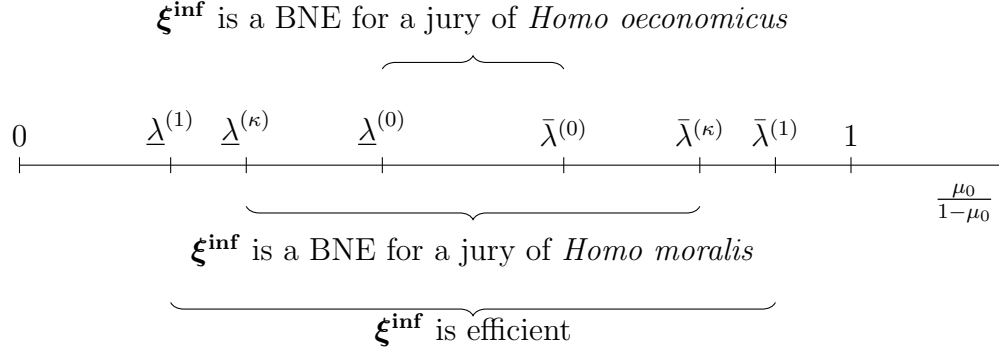 ξ^inf is a BNE for a jury of Homo oeconomicus
0 λ̲^(1) λ̲^(κ) λ̲^(0) λ̄^(0) λ̄^(κ) λ̄^(1) 1
μ₀/(1−μ₀)
ξ^inf is a BNE for a jury of Homo moralis
ξ^inf is efficient